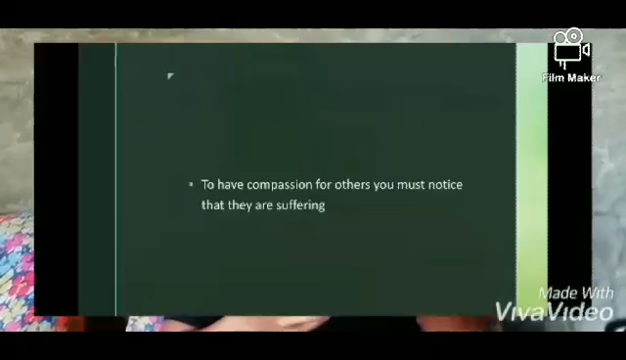 Film Maker
To have compassion for others you must notice
that they are suffering
Made With
VivaVideo